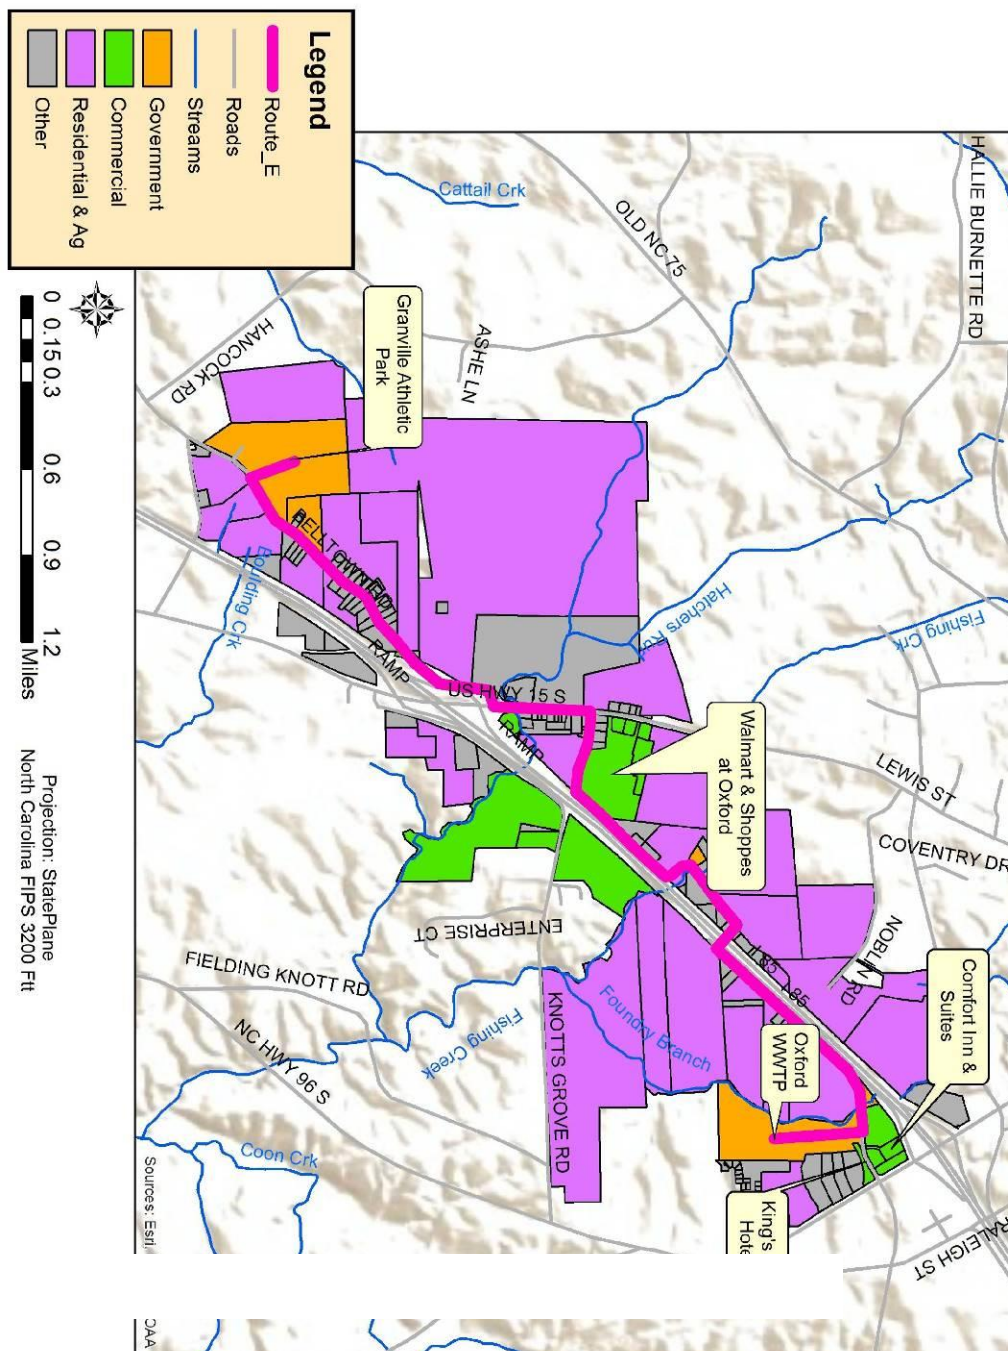 Legend
Route_E
Roads
Streams
Government
Commercial
Residential & Ag
Other
0 0.15 0.3 0.6 0.9 1.2
Miles
Projection: StatePlane
North Carolina FIPS 3200 Ftt
HALLIE BURNETTE RD
OLD NC 75
Cattail Crk
HANCOCK RD
ASHE LN
Granville Athletic
Park
BELLTOWN RD
Boulding Crk
RAMP
US HWY 15 S
RAMP
Hatchers Run
Fishing Crk
Walmart & Shoppes
at Oxford
LEWIS ST
COVENTRY DR
NOBLIN RD
I 85
I 85
ENTERPRISE CT
FIELDING KNOTT RD
NC HWY 96 S
Fishing Creek
Foundry Branch
KNOTTS GROVE RD
Coon Crk
Oxford
WWTP
Comfort Inn &
Suites
King's
Hote
RALEIGH ST
Sources: Esri,
OAA